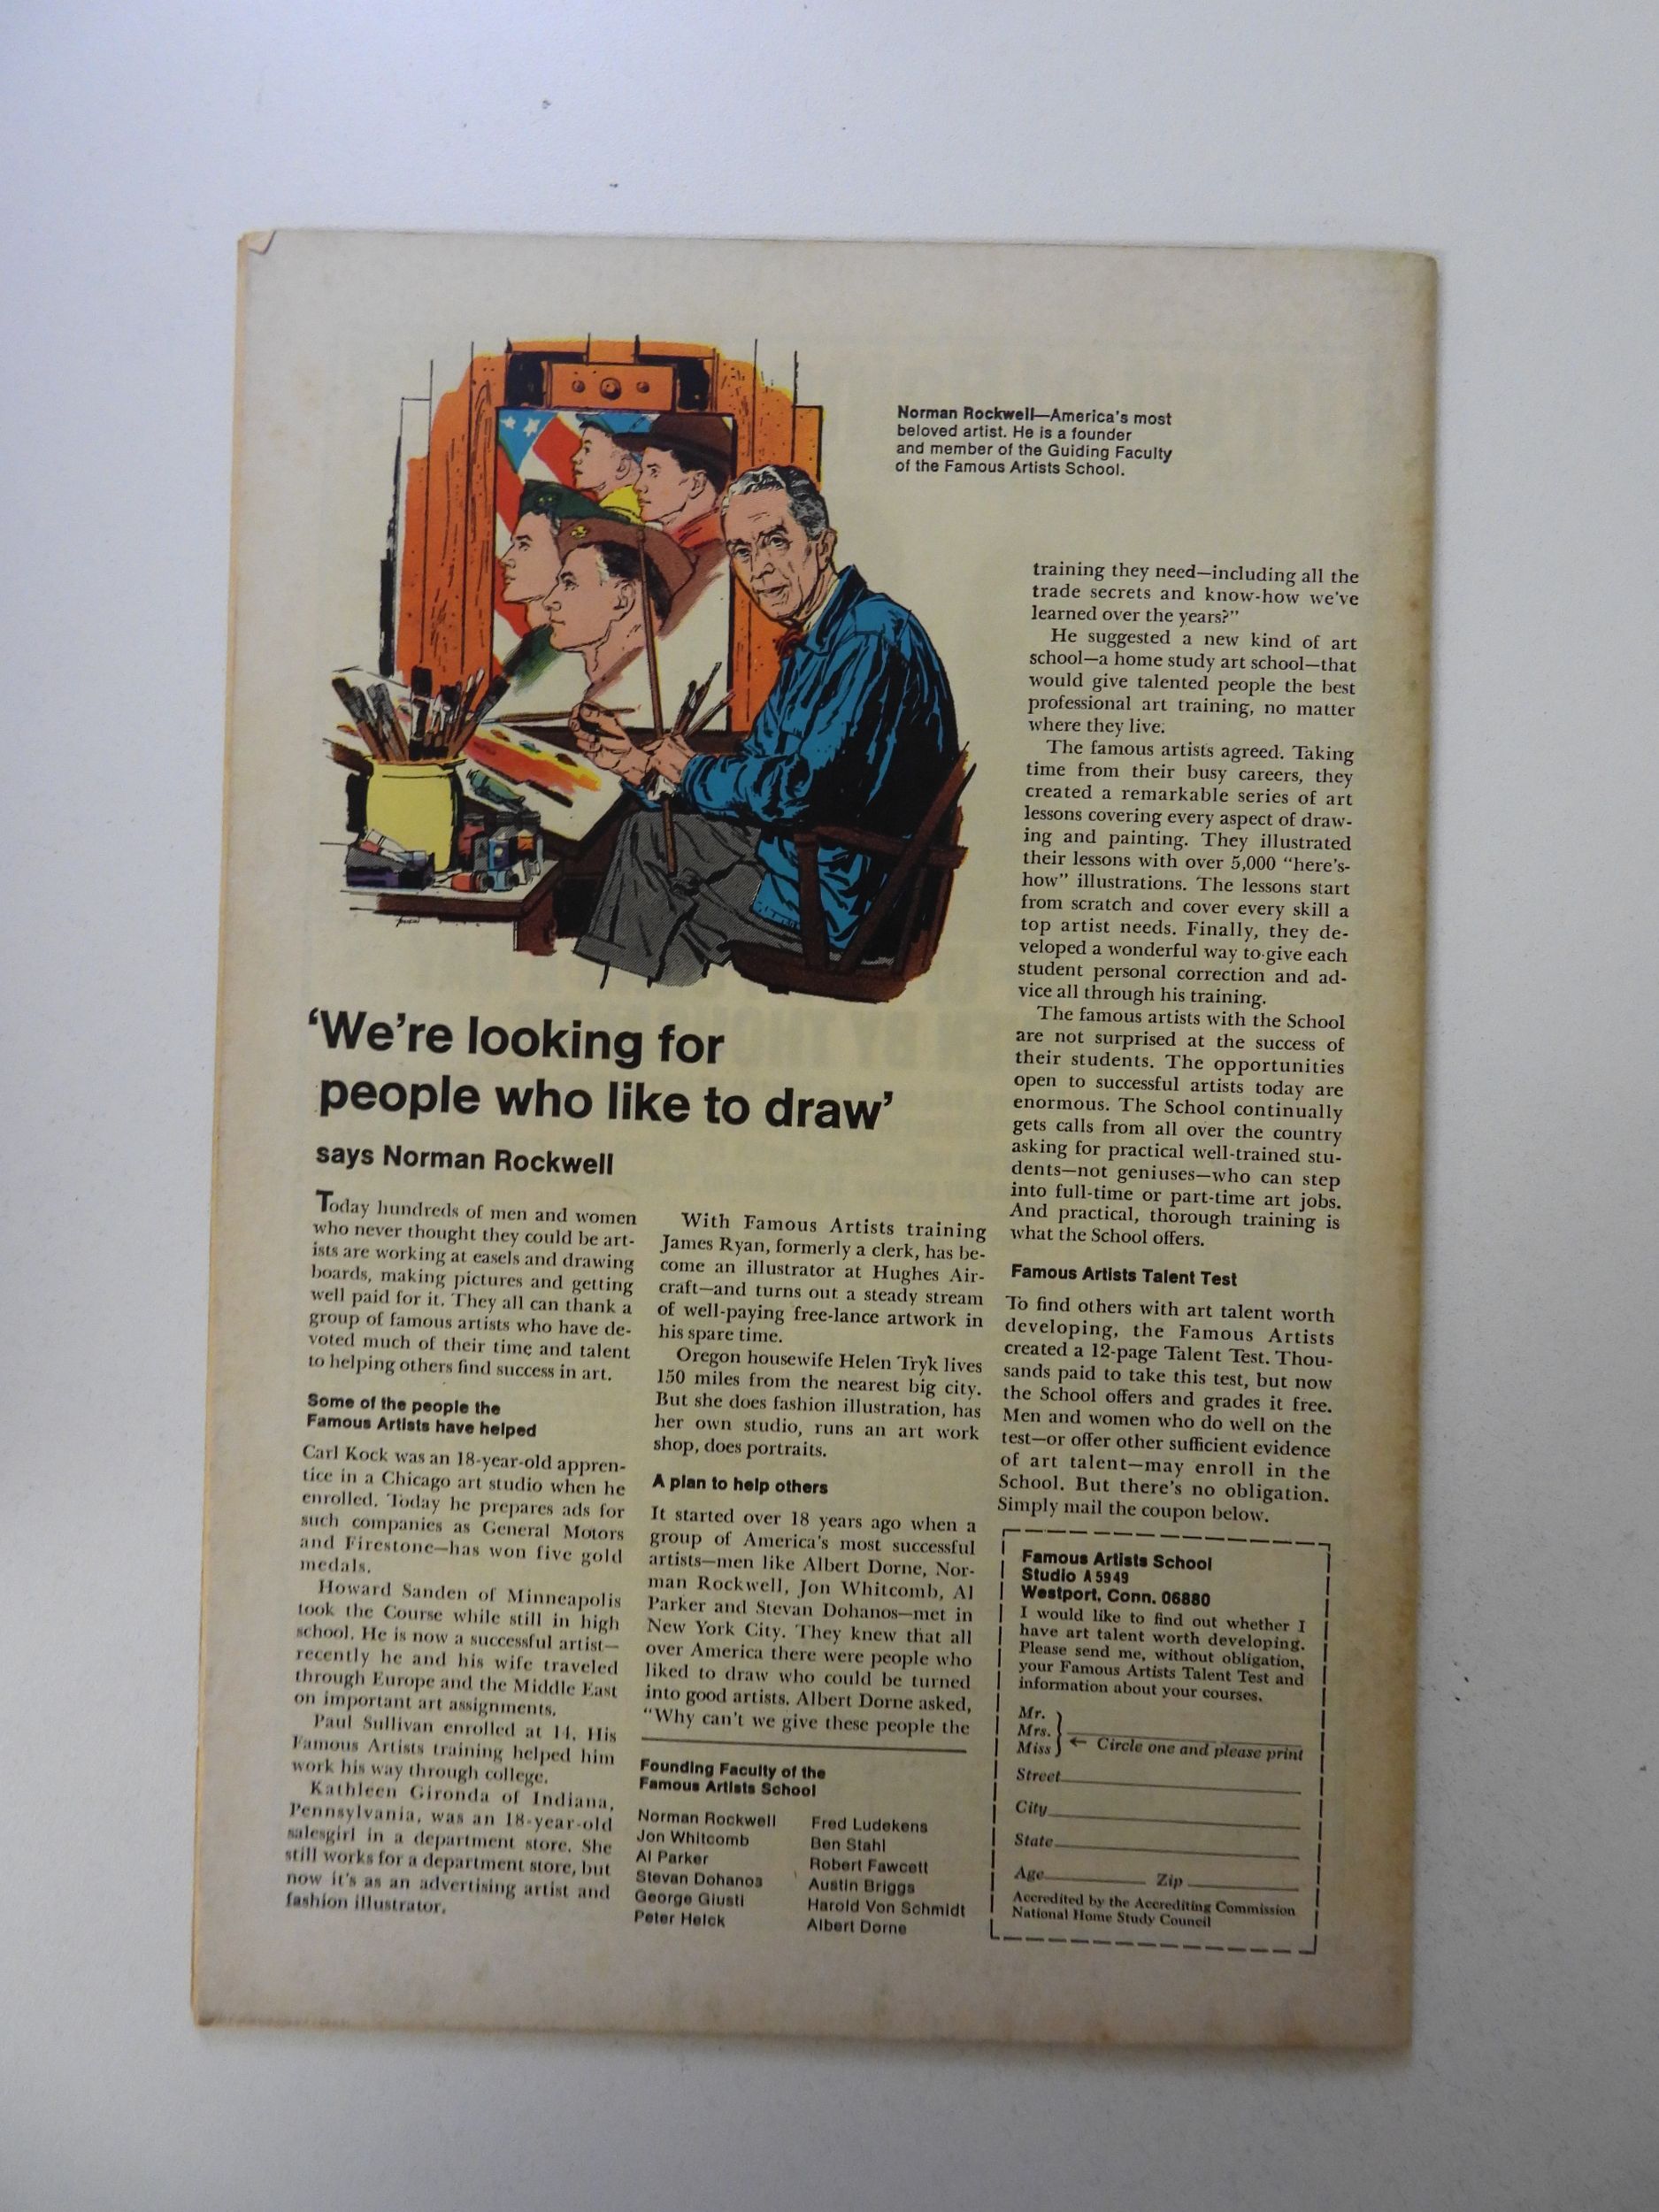 Norman Rockwell—America's most
beloved artist. He is a founder
and member of the Guiding Faculty
of the Famous Artists School.
'We're looking for
people who like to draw'
says Norman Rockwell
Today hundreds of men and women
who never thought they could be art-
ists are working at easels and drawing
boards, making pictures and getting
well paid for it. They all can thank a
group of famous artists who have de-
voted much of their time and talent
to helping others find success in art.
Some of the people the
Famous Artists have helped
Carl Kock was an 18-year-old appren-
tice in a Chicago art studio when he
enrolled. Today he prepares ads for
such companies as General Motors
and Firestone—has won five gold
medals.
Howard Sanden of Minneapolis
took the Course while still in high
school. He is now a successful artist—
recently he and his wife traveled
through Europe and the Middle East
on important art assignments.
Paul Sullivan enrolled at 14. His
Famous Artists training helped him
work his way through college.
Kathleen Gironda of Indiana,
Pennsylvania, was an 18-year-old
salesgirl in a department store. She
still works for a department store, but
now it's as an advertising artist and
fashion illustrator.
With Famous Artists training
James Ryan, formerly a clerk, has be-
come an illustrator at Hughes Air-
craft—and turns out a steady stream
of well-paying free-lance artwork in
his spare time.
Oregon housewife Helen Tryk lives
150 miles from the nearest big city.
But she does fashion illustration, has
her own studio, runs an art work
shop, does portraits.
A plan to help others
It started over 18 years ago when a
group of America's most successful
artists—men like Albert Dorne, Nor-
man Rockwell, Jon Whitcomb, Al
Parker and Stevan Dohanos—met in
New York City. They knew that all
over America there were people who
liked to draw who could be turned
into good artists. Albert Dorne asked,
"Why can't we give these people the
training they need—including all the
trade secrets and know-how we've
learned over the years?"
He suggested a new kind of art
school—a home study art school—that
would give talented people the best
professional art training, no matter
where they live.
The famous artists agreed. Taking
time from their busy careers, they
created a remarkable series of art
lessons covering every aspect of draw-
ing and painting. They illustrated
their lessons with over 5,000 "here's-
how" illustrations. The lessons start
from scratch and cover every skill a
top artist needs. Finally, they de-
veloped a wonderful way to give each
student personal correction and ad-
vice all through his training.
The famous artists with the School
are not surprised at the success of
their students. The opportunities
open to successful artists today are
enormous. The School continually
gets calls from all over the country
asking for practical well-trained stu-
dents—not geniuses—who can step
into full-time or part-time art jobs.
And practical, thorough training is
what the School offers.
Famous Artists Talent Test
To find others with art talent worth
developing, the Famous Artists
created a 12-page Talent Test. Thou-
sands paid to take this test, but now
the School offers and grades it free.
Men and women who do well on the
test—or offer other sufficient evidence
of art talent—may enroll in the
School. But there's no obligation.
Simply mail the coupon below.
Founding Faculty of the
Famous Artists School
Norman Rockwell
Jon Whitcomb
Al Parker
Stevan Dohanos
George Giusti
Peter Helck
Fred Ludekens
Ben Stahl
Robert Fawcett
Austin Briggs
Harold Von Schmidt
Albert Dorne
Famous Artists School
Studio A 5949
Westport, Conn. 06880
I would like to find out whether I
have art talent worth developing.
Please send me, without obligation,
your Famous Artists Talent Test and
information about your courses.
Mr.
Mrs.
Miss
← Circle one and please print
Street
City
State
Age Zip
Accredited by the Accrediting Commission
National Home Study Council